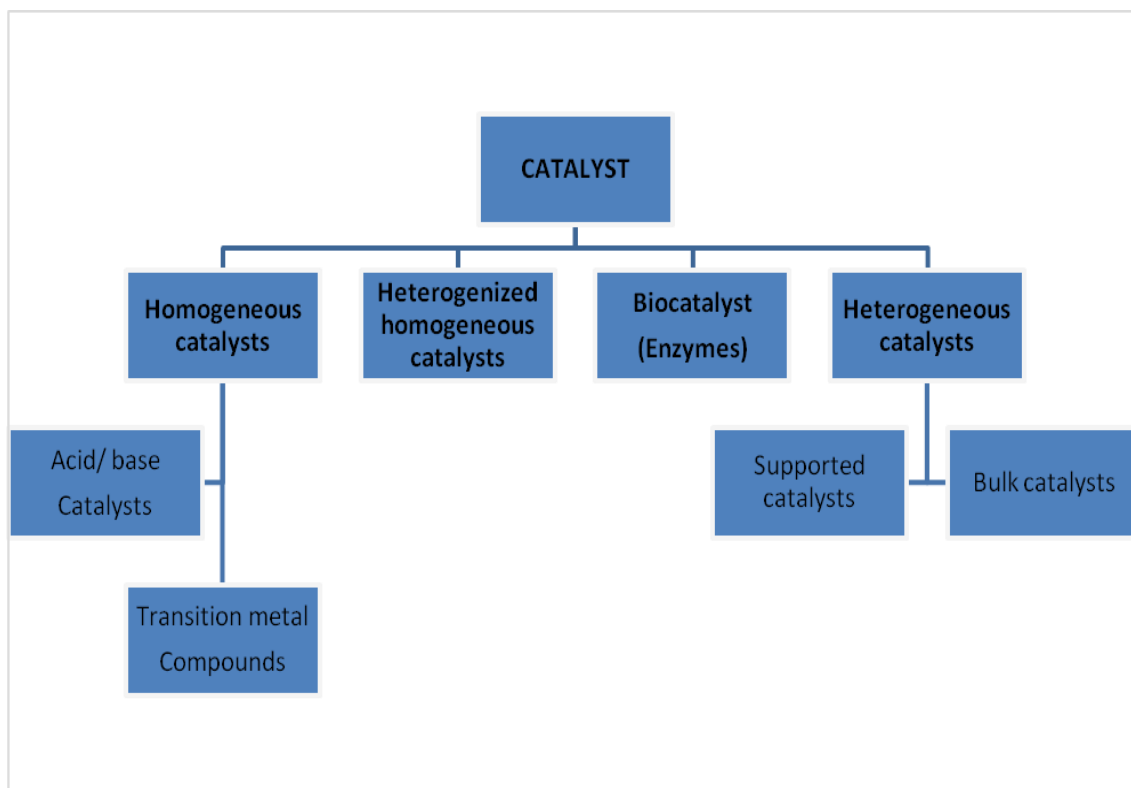 CATALYST
Homogeneous
catalysts
Heterogenized
homogeneous
catalysts
Biocatalyst
(Enzymes)
Heterogeneous
catalysts
Acid/ base
Catalysts
Supported
catalysts
Bulk catalysts
Transition metal
Compounds